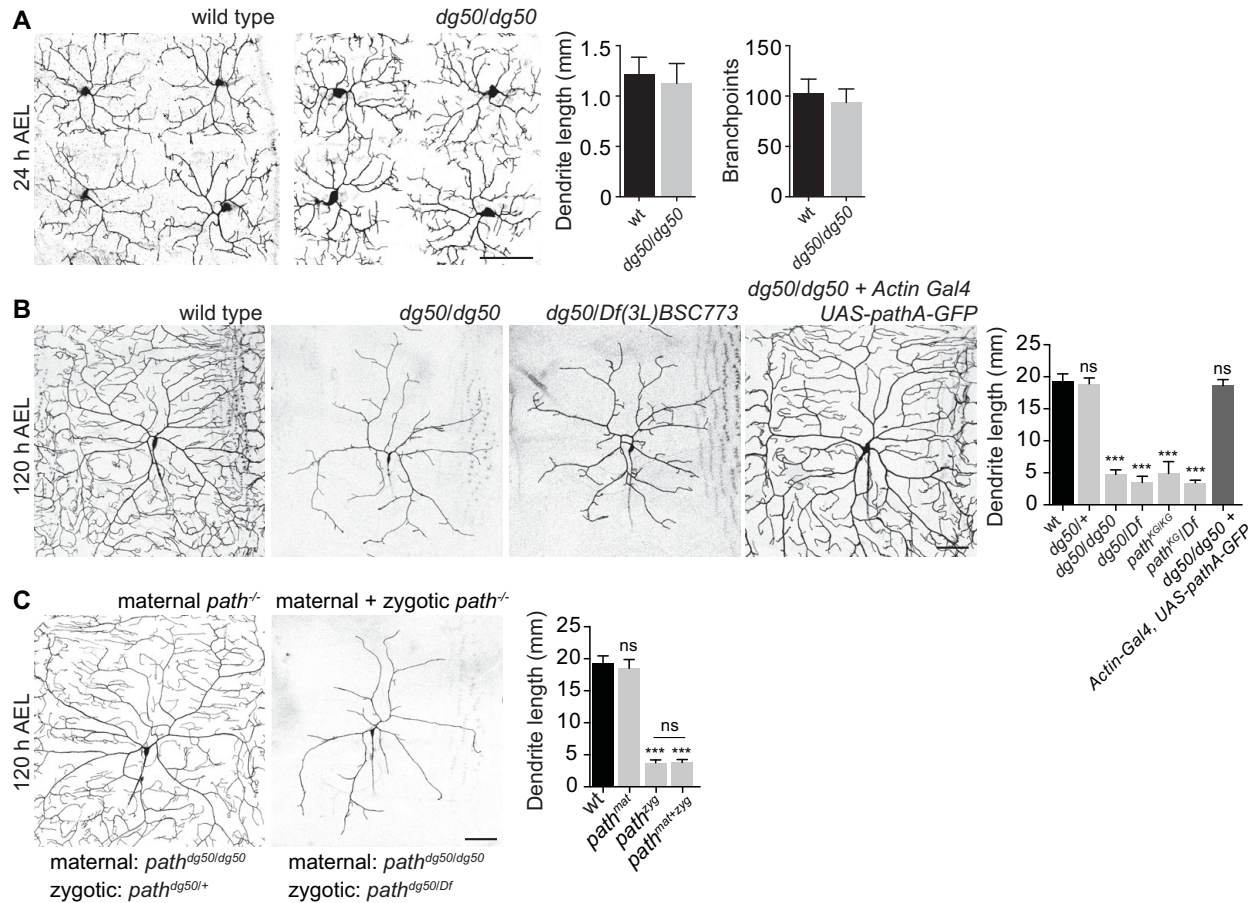 A
wild type
dg50/dg50
24 h AEL
Dendrite length (mm)
1.5
1.0
0.5
0
wt
dg50/dg50
Branchpoints
150
100
50
0
wt
dg50/dg50
B
wild type
dg50/dg50
dg50/Df(3L)BSC773
dg50/dg50 + Actin Gal4
UAS-pathA-GFP
120 h AEL
Dendrite length (mm)
25
20
15
10
5
0
ns
***
***
***
***
ns
wt
dg50/+
dg50/dg50
dg50/Df
path^KG/KG
path^KG/Df
dg50/dg50 +
Actin-Gal4, UAS-pathA-GFP
C
maternal path^-/-
maternal + zygotic path^-/-
120 h AEL
maternal: path^dg50/dg50
zygotic: path^dg50/+
maternal: path^dg50/dg50
zygotic: path^dg50/Df
Dendrite length (mm)
25
20
15
10
5
0
ns
ns
***
***
wt
path^mat
path^zyg
path^mat+zyg